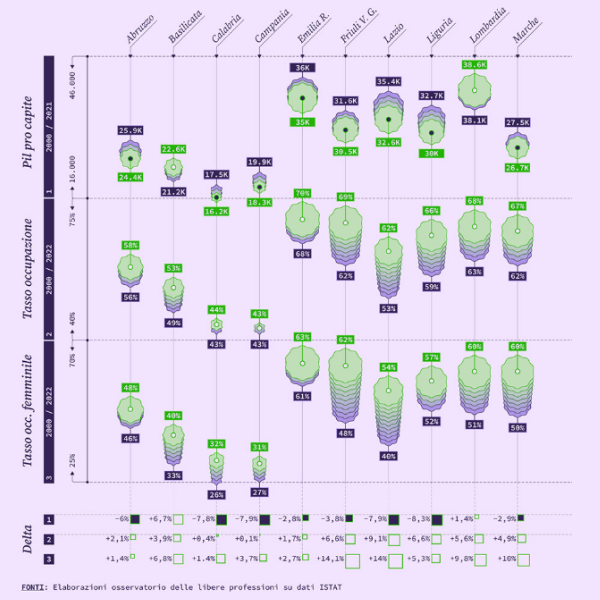 Abruzzo Basilicata Calabria Campania Emilia R. Friuli V. G. Lazio Liguria Lombardia Marche
Pil pro capite
2000 / 2021
1
46.000
16.000
25.9K 22.6K 17.5K 19.9K 36K 31.6K 35.4K 32.7K 38.6K 27.5K
24.4K 21.2K 16.2K 18.3K 35K 30.5K 32.6K 30K 38.1K 26.7K
Tasso occupazione
2000 / 2022
2
75%
40%
58% 53% 44% 43% 70% 69% 62% 66% 68% 67%
56% 49% 43% 43% 68% 62% 53% 59% 63% 62%
Tasso occ. femminile
2000 / 2022
3
70%
25%
48% 40% 32% 31% 63% 62% 54% 57% 60% 60%
46% 33% 26% 27% 61% 48% 40% 52% 51% 50%
Delta
1 -6% +6,7% -7,8% -7,9% -2,8% -3,8% -7,9% -8,3% +1,4% -2,9%
2 +2,1% +3,9% +0,4% +0,1% +1,7% +6,6% +9,1% +6,6% +5,6% +4,9%
3 +1,4% +6,8% +1.4% +3,7% +2,7% +14,1% +14% +5,3% +9,8% +10%
FONTI: Elaborazioni osservatorio delle libere professioni su dati ISTAT